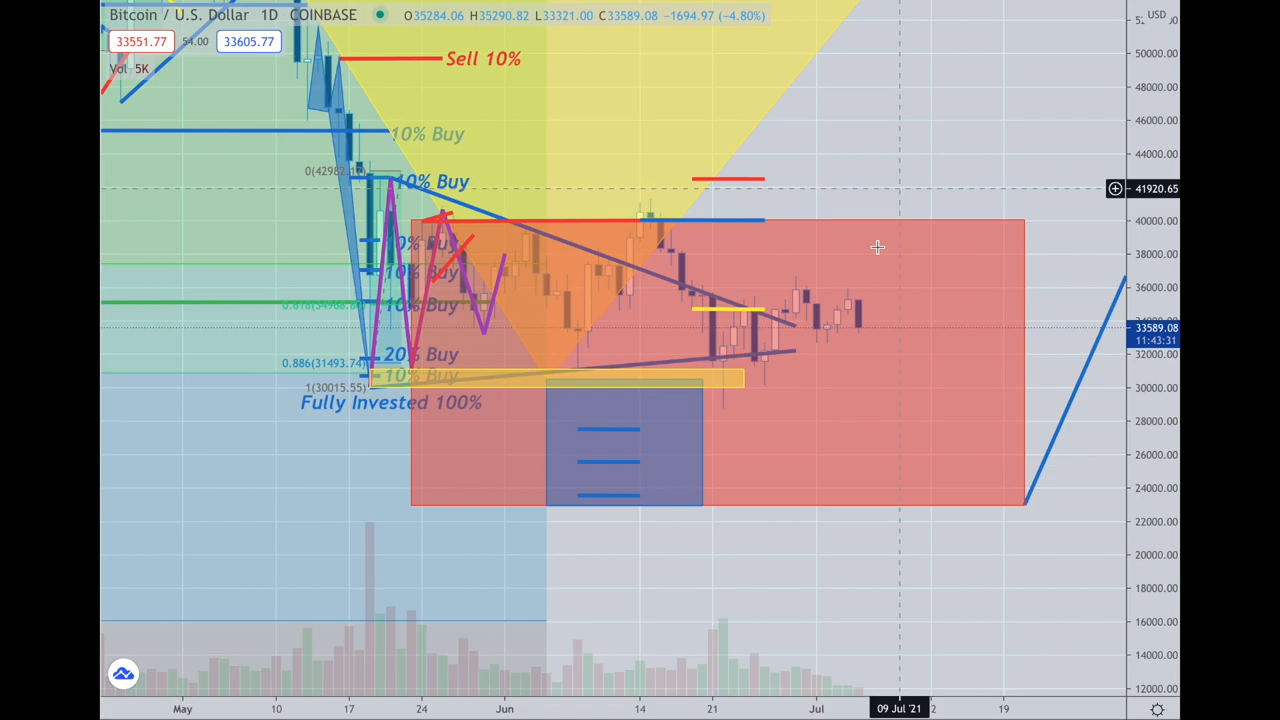 Bitcoin / U.S. Dollar 1D COINBASE O35284.06 H35290.82 L33321.00 C33589.08 −1694.97 (−4.80%)
USD
33551.77 54.00 33605.77
Vol 5K
Sell 10%
50000.00
48000.00
46000.00
10% Buy
44000.00
0(42982.17)
10% Buy
41920.65
40000.00
10% Buy
38000.00
10% Buy
36000.00
10% Buy
33589.08
11:43:31
20% Buy
32000.00
0.886(31493.74)
10% Buy
1(30015.55)
30000.00
Fully Invested 100%
28000.00
26000.00
24000.00
22000.00
20000.00
18000.00
16000.00
14000.00
12000.00
May 10 17 24 Jun 14 21 Jul 09 Jul '21 2 19